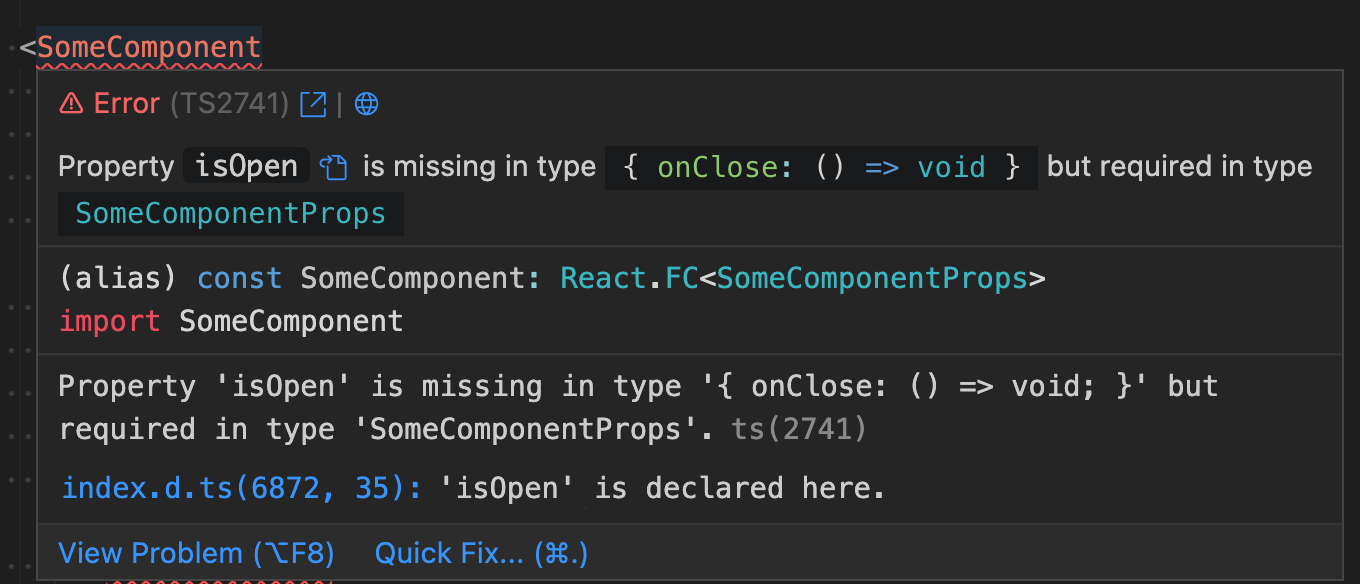 <SomeComponent
Error (TS2741) |
Property isOpen is missing in type { onClose: () => void } but required in type
SomeComponentProps
(alias) const SomeComponent: React.FC<SomeComponentProps>
import SomeComponent
Property 'isOpen' is missing in type '{ onClose: () => void; }' but
required in type 'SomeComponentProps'. ts(2741)
index.d.ts(6872, 35): 'isOpen' is declared here.
View Problem (⌥F8) Quick Fix... (⌘.)